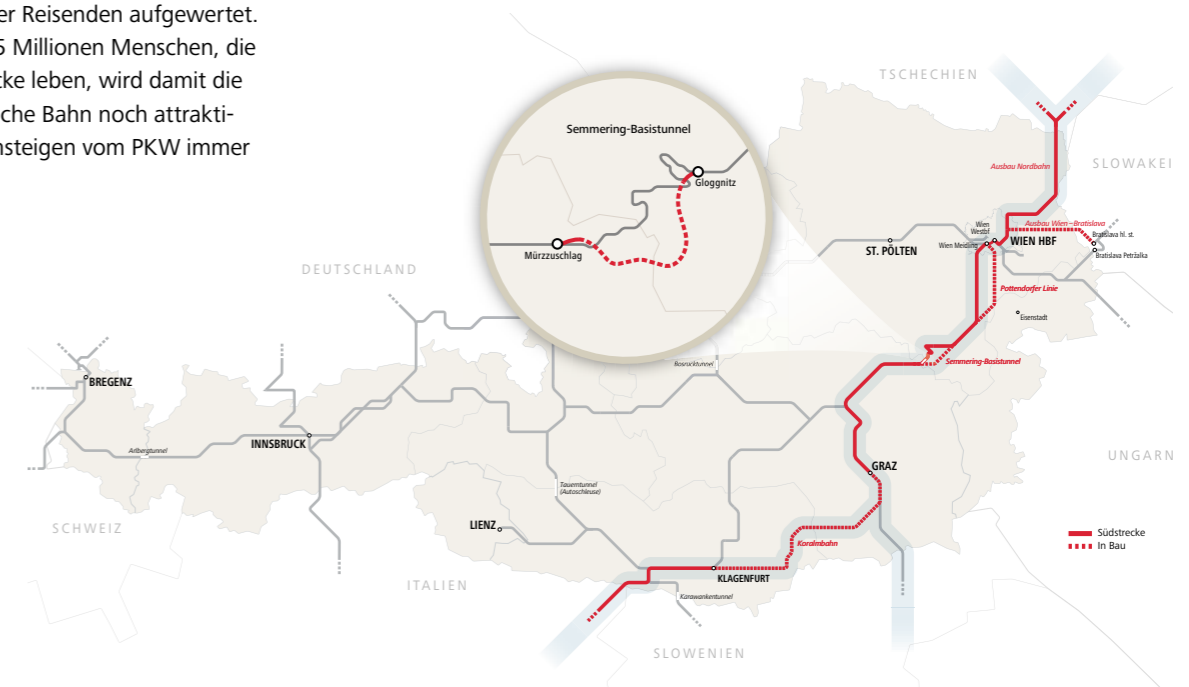 er Reisenden aufgewertet.
5 Millionen Menschen, die
cke leben, wird damit die
che Bahn noch attrakti-
nsteigen vom PKW immer
TSCHECHIEN
Semmering-Basistunnel
Gloggnitz
Mürzzuschlag
Ausbau Nordbahn
SLOWAKEI
Ausbau Wien–Bratislava
Wien
Westbf
Bratislava hl. st.
Wien Meidling
WIEN HBF
ST. PÖLTEN
Bratislava Petržalka
DEUTSCHLAND
Pottendorfer Linie
Eisenstadt
Bosrucktunnel
Semmering-Basistunnel
BREGENZ
INNSBRUCK
Arlbergtunnel
UNGARN
GRAZ
Tauerntunnel
(Autoschleuse)
SCHWEIZ
LIENZ
Südstrecke
In Bau
Koralmbahn
KLAGENFURT
ITALIEN
Karawankentunnel
SLOWENIEN